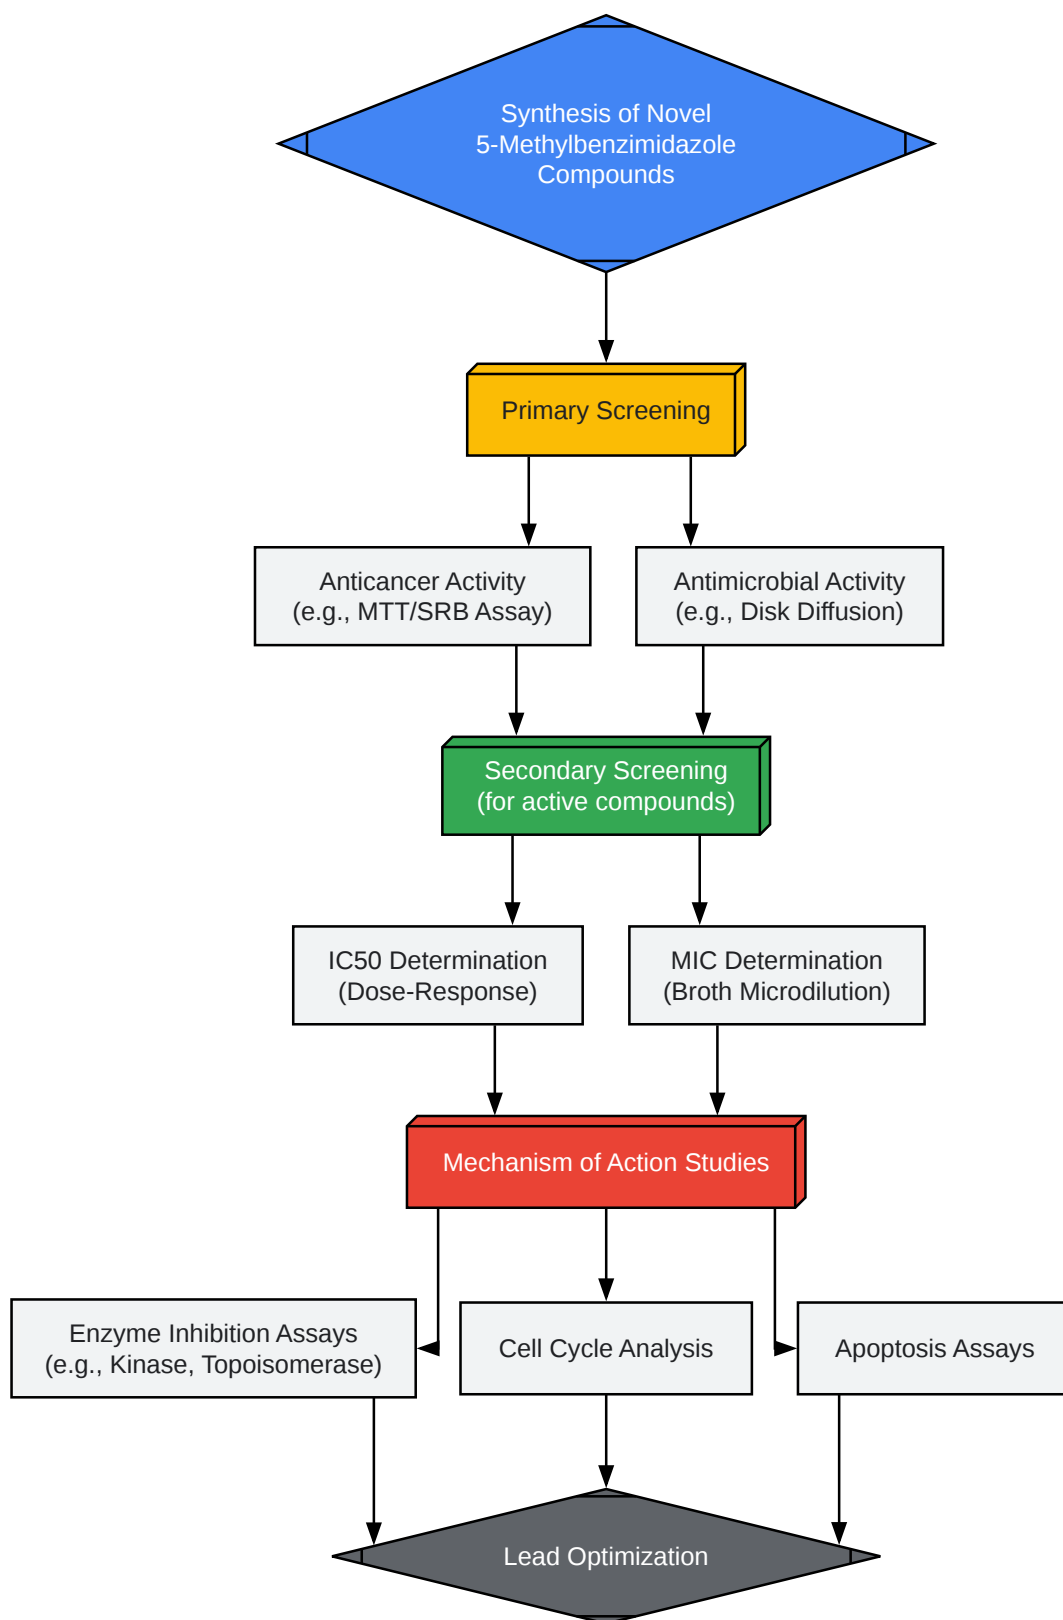 Synthesis of Novel
5-Methylbenzimidazole
Compounds
Primary Screening
Anticancer Activity
(e.g., MTT/SRB Assay)
Antimicrobial Activity
(e.g., Disk Diffusion)
Secondary Screening
(for active compounds)
IC50 Determination
(Dose-Response)
MIC Determination
(Broth Microdilution)
Mechanism of Action Studies
Enzyme Inhibition Assays
(e.g., Kinase, Topoisomerase)
Cell Cycle Analysis
Apoptosis Assays
Lead Optimization